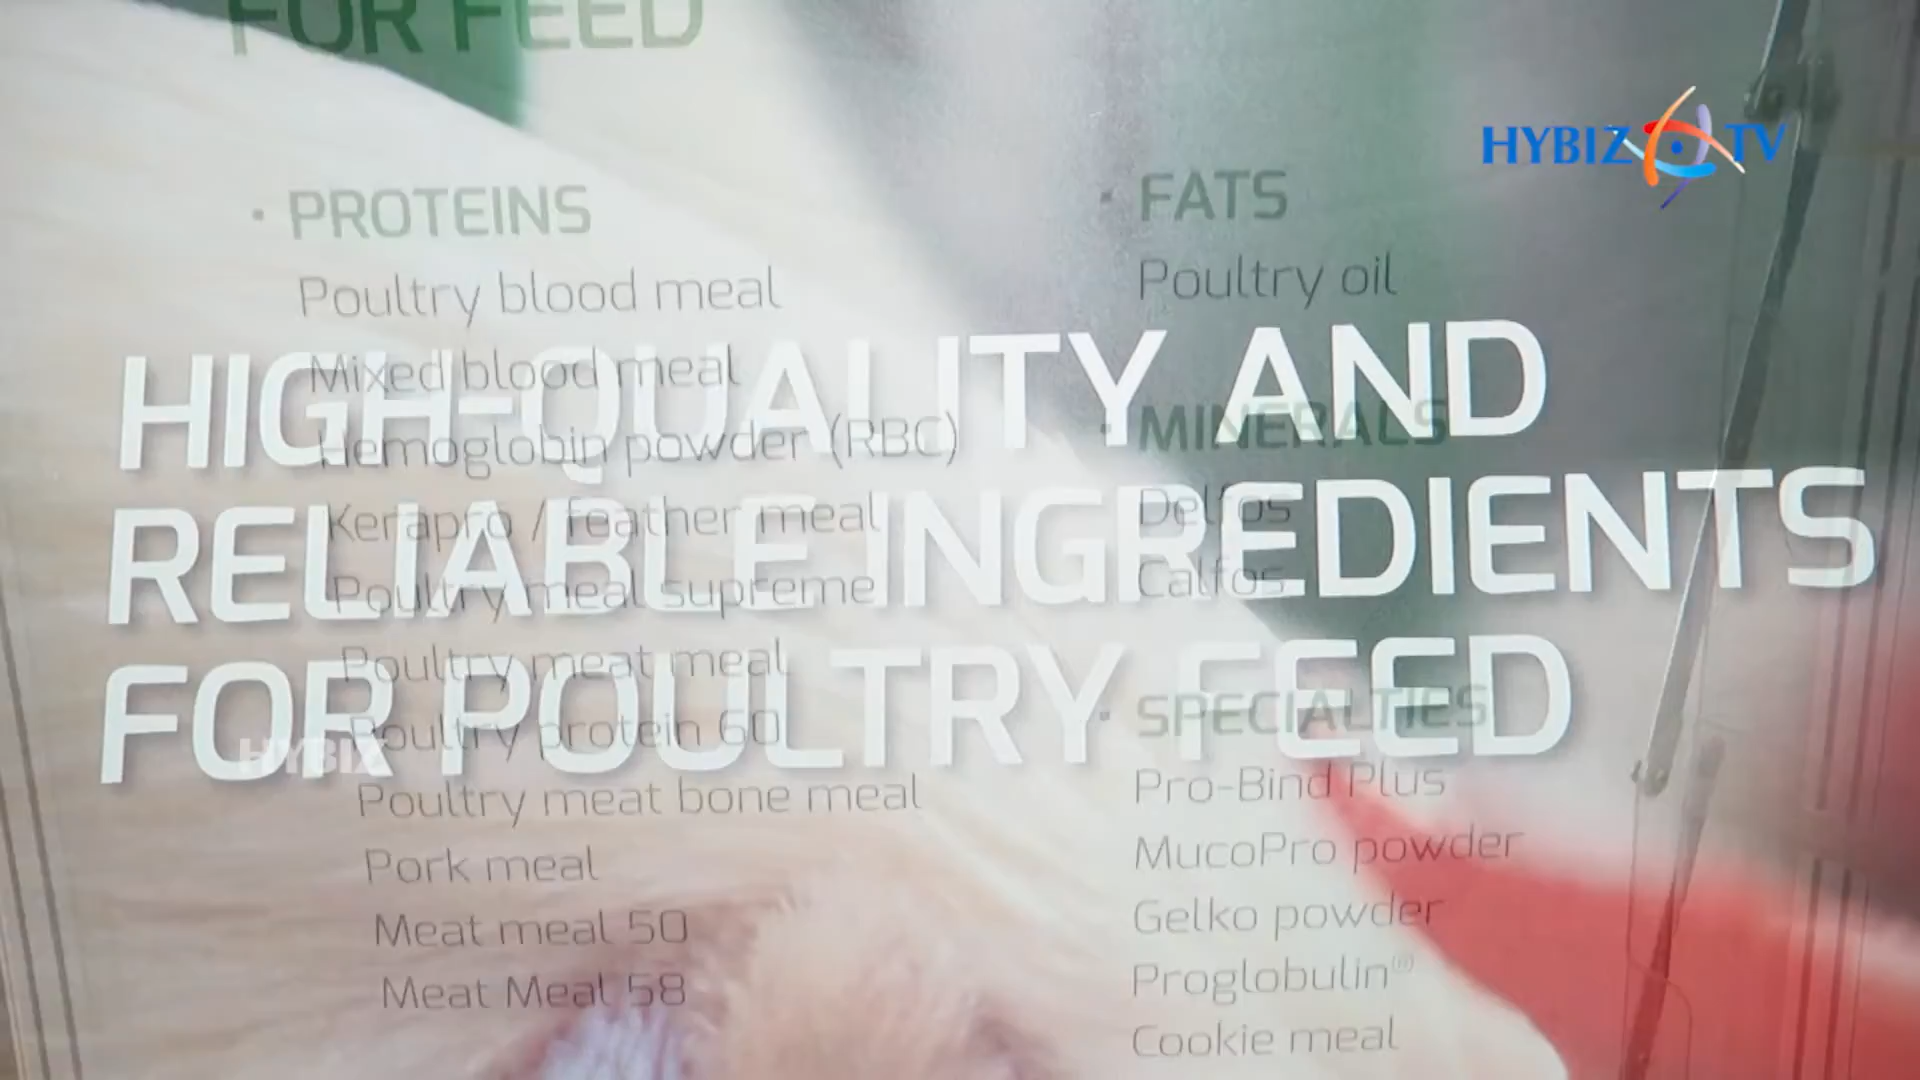 FOR FEED
HYBIZ TV
· PROTEINS
Poultry blood meal
Mixed blood meal
Hemoglobin powder (RBC)
Kerapro / feather meal
Poultry meal supreme
Poultry meat meal
Poultry protein 60
Poultry meat bone meal
Pork meal
Meat meal 50
Meat Meal 58
· FATS
Poultry oil
· MINERALS
Delfos
Calfos
· SPECIALTIES
Pro-Bind Plus
MucoPro powder
Gelko powder
Proglobulin®
Cookie meal
HIGH-QUALITY AND
RELIABLE INGREDIENTS
FOR POULTRY FEED
HYBIZ